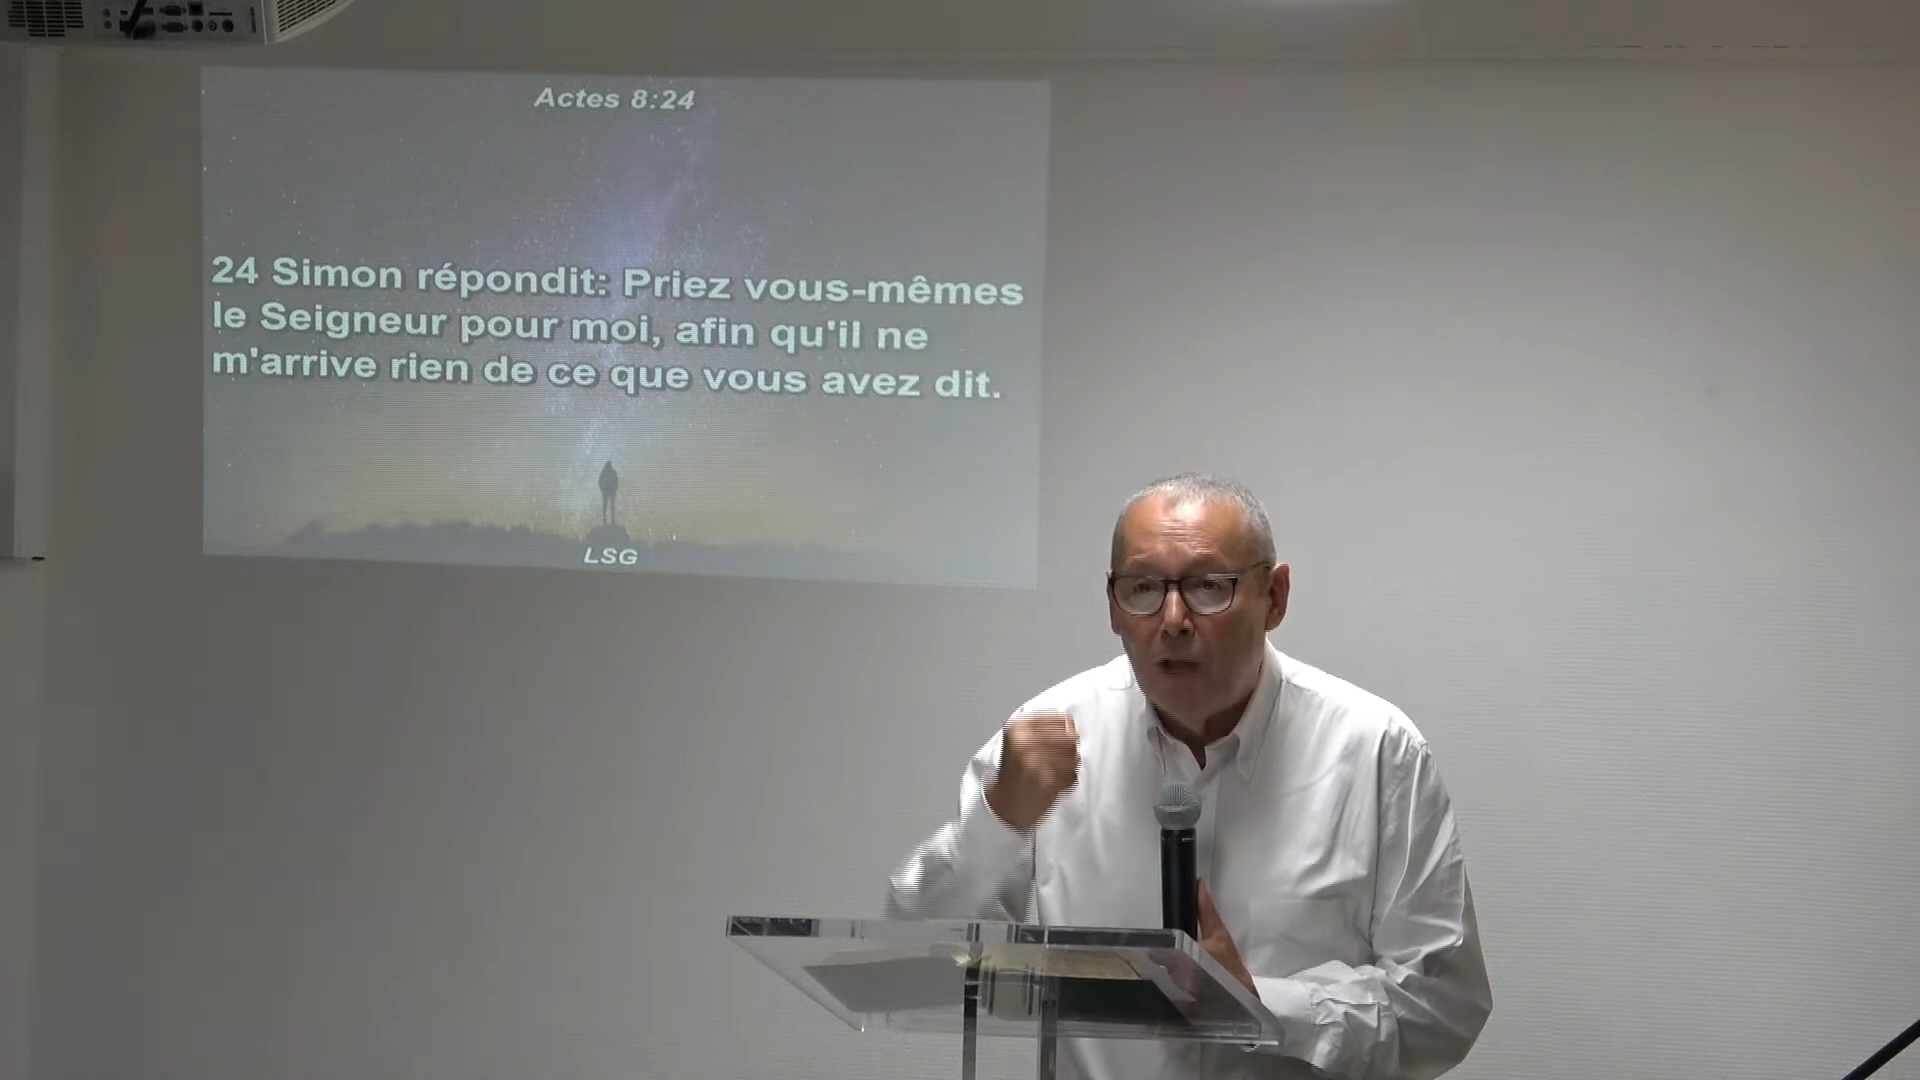 Actes 8:24
24 Simon répondit: Priez vous-mêmes
le Seigneur pour moi, afin qu'il ne
m'arrive rien de ce que vous avez dit.
LSG